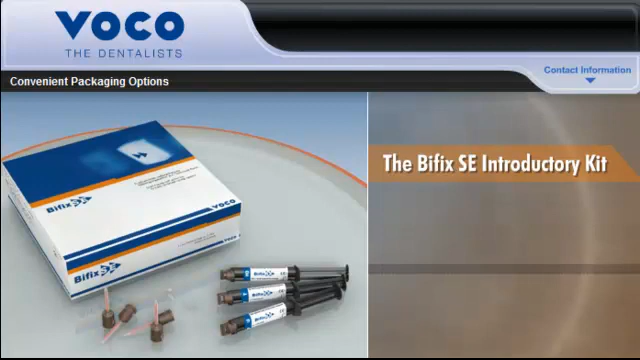 VOCO
THE DENTALISTS
Contact Information
Convenient Packaging Options
The Bifix SE Introductory Kit
Bifix SE
VOCO
Bifix SE
VOCO
Bifix
Bifix
Bifix